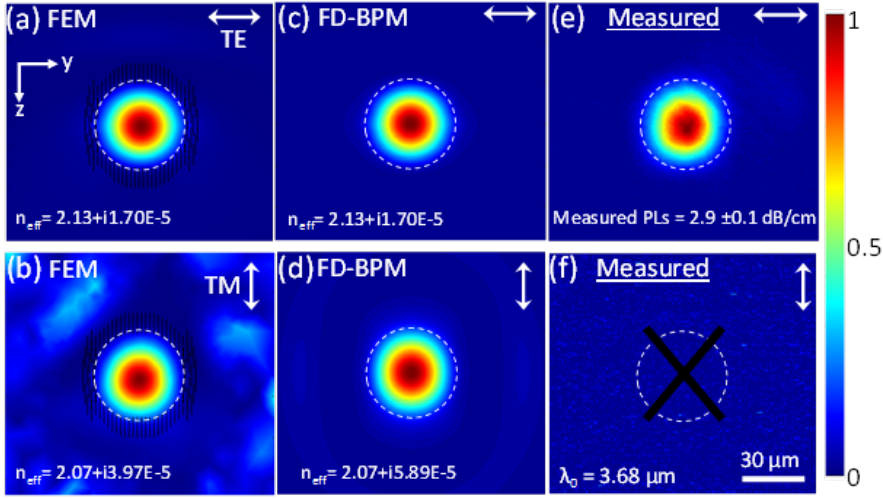 (a) FEM
TE
y
z
n_eff= 2.13+i1.70E-5
(c) FD-BPM
n_eff= 2.13+i1.70E-5
(e) Measured
Measured PLs = 2.9 ±0.1 dB/cm
(b) FEM
TM
n_eff= 2.07+i3.97E-5
(d) FD-BPM
n_eff= 2.07+i5.89E-5
(f) Measured
λ₀ = 3.68 μm
30 μm
1
0.5
0